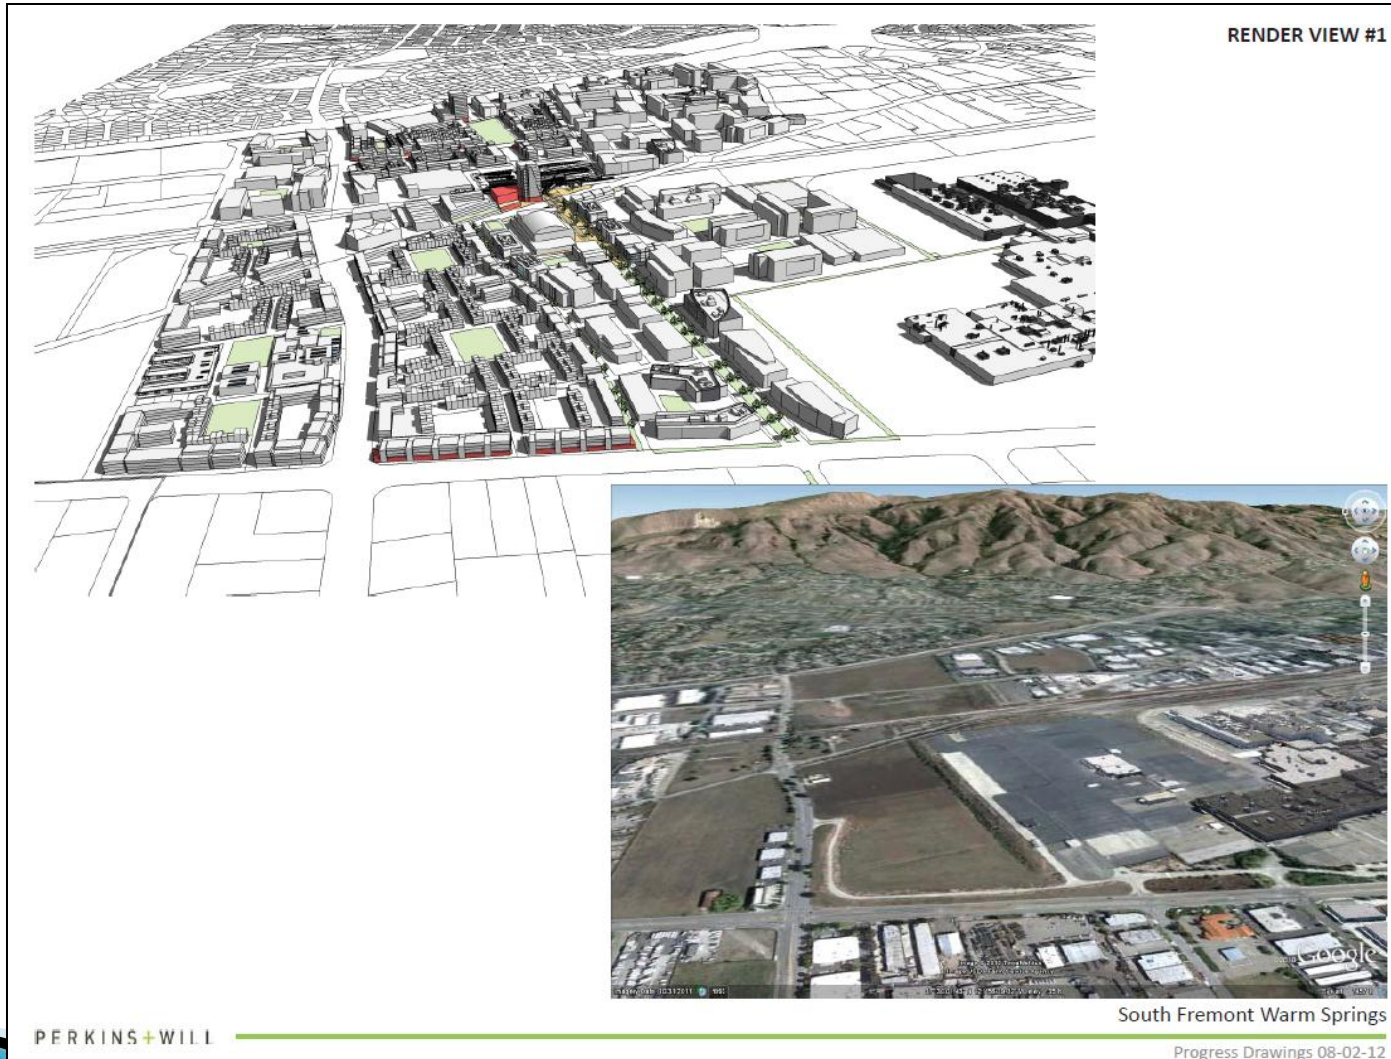 RENDER VIEW #1
Google
South Fremont Warm Springs
PERKINS+WILL
Progress Drawings 08-02-12